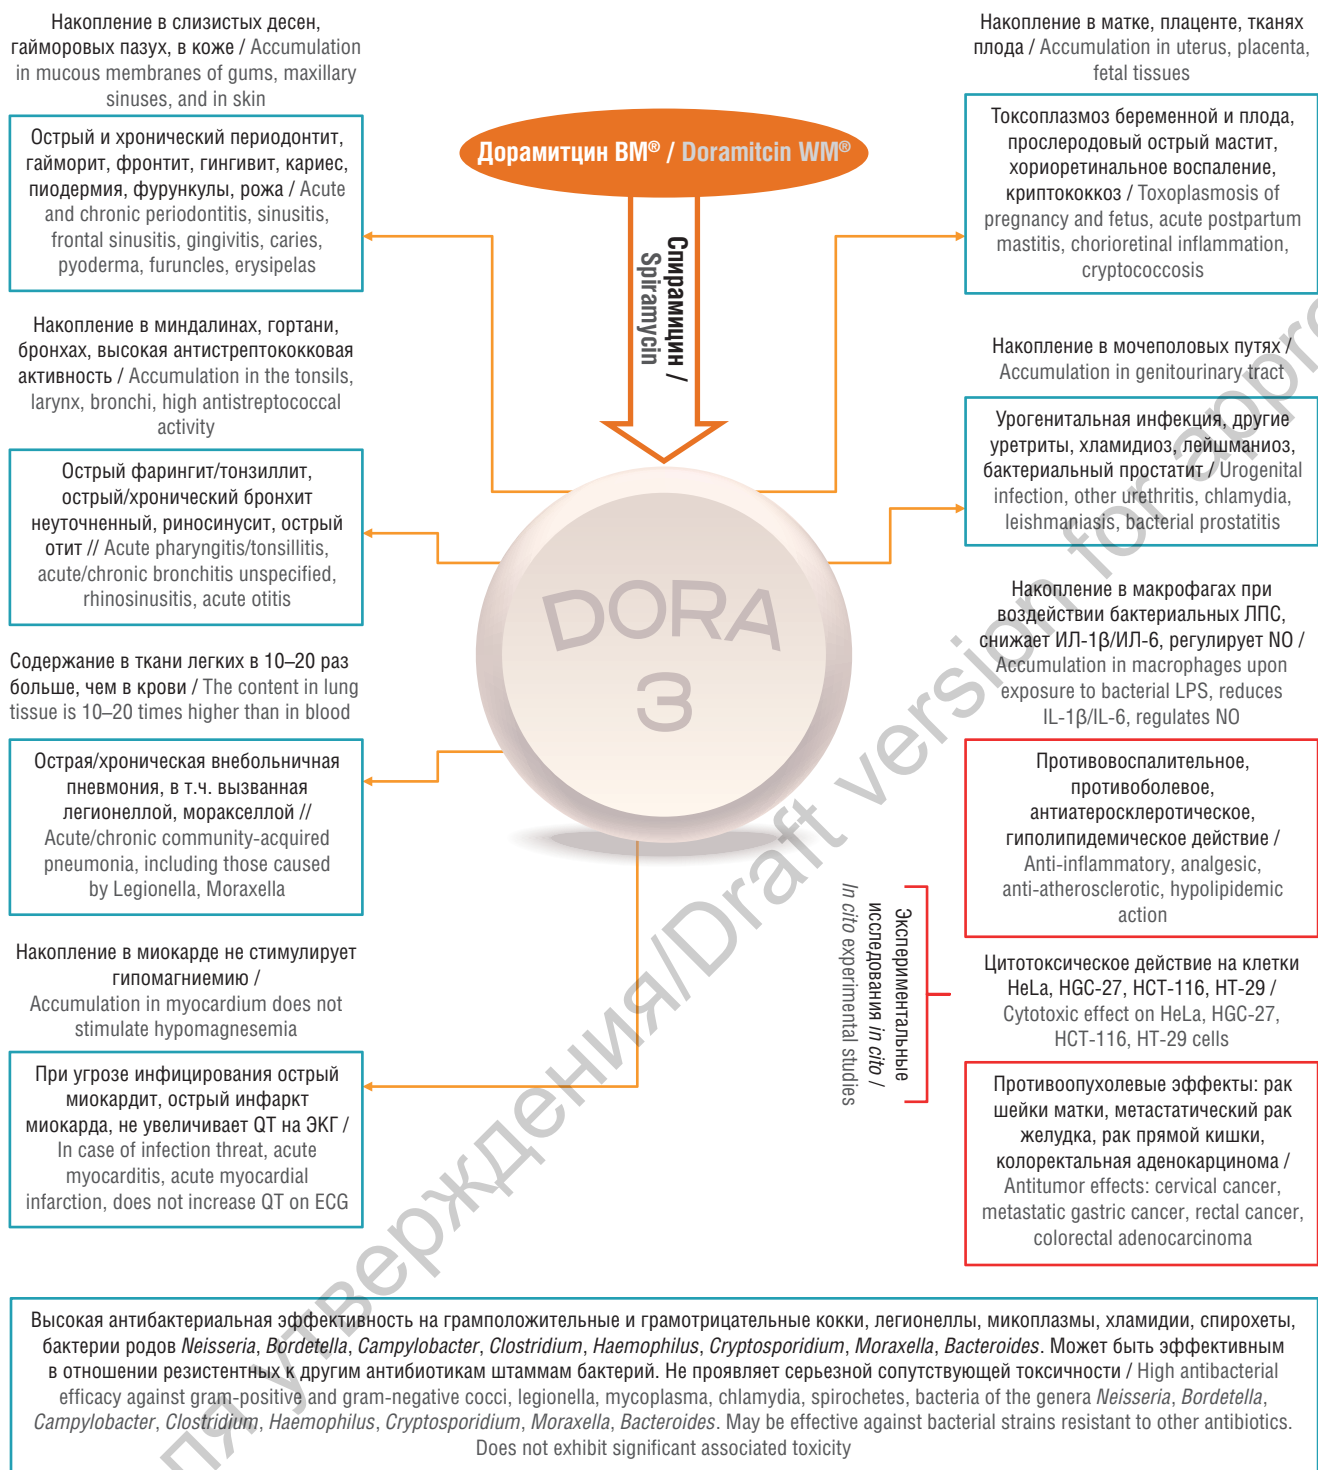 Накопление в слизистых десен,
гайморовых пазух, в коже / Accumulation
in mucous membranes of gums, maxillary
sinuses, and in skin
Острый и хронический периодонтит,
гайморит, фронтит, гингивит, кариес,
пиодермия, фурункулы, рожа / Acute
and chronic periodontitis, sinusitis,
frontal sinusitis, gingivitis, caries,
pyoderma, furuncles, erysipelas
Накопление в миндалинах, гортани,
бронхах, высокая антистрептококковая
активность / Accumulation in the tonsils,
larynx, bronchi, high antistreptococcal
activity
Острый фарингит/тонзиллит,
острый/хронический бронхит
неуточненный, риносинусит, острый
отит // Acute pharyngitis/tonsillitis,
acute/chronic bronchitis unspecified,
rhinosinusitis, acute otitis
Содержание в ткани легких в 10–20 раз
больше, чем в крови / The content in lung
tissue is 10–20 times higher than in blood
Острая/хроническая внебольничная
пневмония, в т.ч. вызванная
легионеллой, моракселлой //
Acute/chronic community-acquired
pneumonia, including those caused
by Legionella, Moraxella
Накопление в миокарде не стимулирует
гипомагниемию /
Accumulation in myocardium does not
stimulate hypomagnesemia
При угрозе инфицирования острый
миокардит, острый инфаркт
миокарда, не увеличивает QT на ЭКГ /
In case of infection threat, acute
myocarditis, acute myocardial
infarction, does not increase QT on ECG
Дорамитцин ВМ® / Doramitcin WM®
Спирамицин /
Spiramycin
DORA
3
Накопление в матке, плаценте, тканях
плода / Accumulation in uterus, placenta,
fetal tissues
Токсоплазмоз беременной и плода,
прослеродовый острый мастит,
хориоретинальное воспаление,
криптококкоз / Toxoplasmosis of
pregnancy and fetus, acute postpartum
mastitis, chorioretinal inflammation,
cryptococcosis
Накопление в мочеполовых путях /
Accumulation in genitourinary tract
Урогенитальная инфекция, другие
уретриты, хламидиоз, лейшманиоз,
бактериальный простатит / Urogenital
infection, other urethritis, chlamydia,
leishmaniasis, bacterial prostatitis
Накопление в макрофагах при
воздействии бактериальных ЛПС,
снижает ИЛ-1β/ИЛ-6, регулирует NO /
Accumulation in macrophages upon
exposure to bacterial LPS, reduces
IL-1β/IL-6, regulates NO
Противовоспалительное,
противоболевое,
антиатеросклеротическое,
гиполипидемическое действие /
Anti-inflammatory, analgesic,
anti-atherosclerotic, hypolipidemic
action
Экспериментальные
исследования in cito /
In cito experimental studies
Цитотоксическое действие на клетки
HeLa, HGC-27, HCT-116, HT-29 /
Cytotoxic effect on HeLa, HGC-27,
HCT-116, HT-29 cells
Противоопухолевые эффекты: рак
шейки матки, метастатический рак
желудка, рак прямой кишки,
колоректальная аденокарцинома /
Antitumor effects: cervical cancer,
metastatic gastric cancer, rectal cancer,
colorectal adenocarcinoma
Высокая антибактериальная эффективность на грамположительные и грамотрицательные кокки, легионеллы, микоплазмы, хламидии, спирохеты,
бактерии родов Neisseria, Bordetella, Campylobacter, Clostridium, Haemophilus, Cryptosporidium, Moraxella, Bacteroides. Может быть эффективным
в отношении резистентных к другим антибиотикам штаммам бактерий. Не проявляет серьезной сопутствующей токсичности / High antibacterial
efficacy against gram-positive and gram-negative cocci, legionella, mycoplasma, chlamydia, spirochetes, bacteria of the genera Neisseria, Bordetella,
Campylobacter, Clostridium, Haemophilus, Cryptosporidium, Moraxella, Bacteroides. May be effective against bacterial strains resistant to other antibiotics.
Does not exhibit significant associated toxicity
утверждения/Draft version for